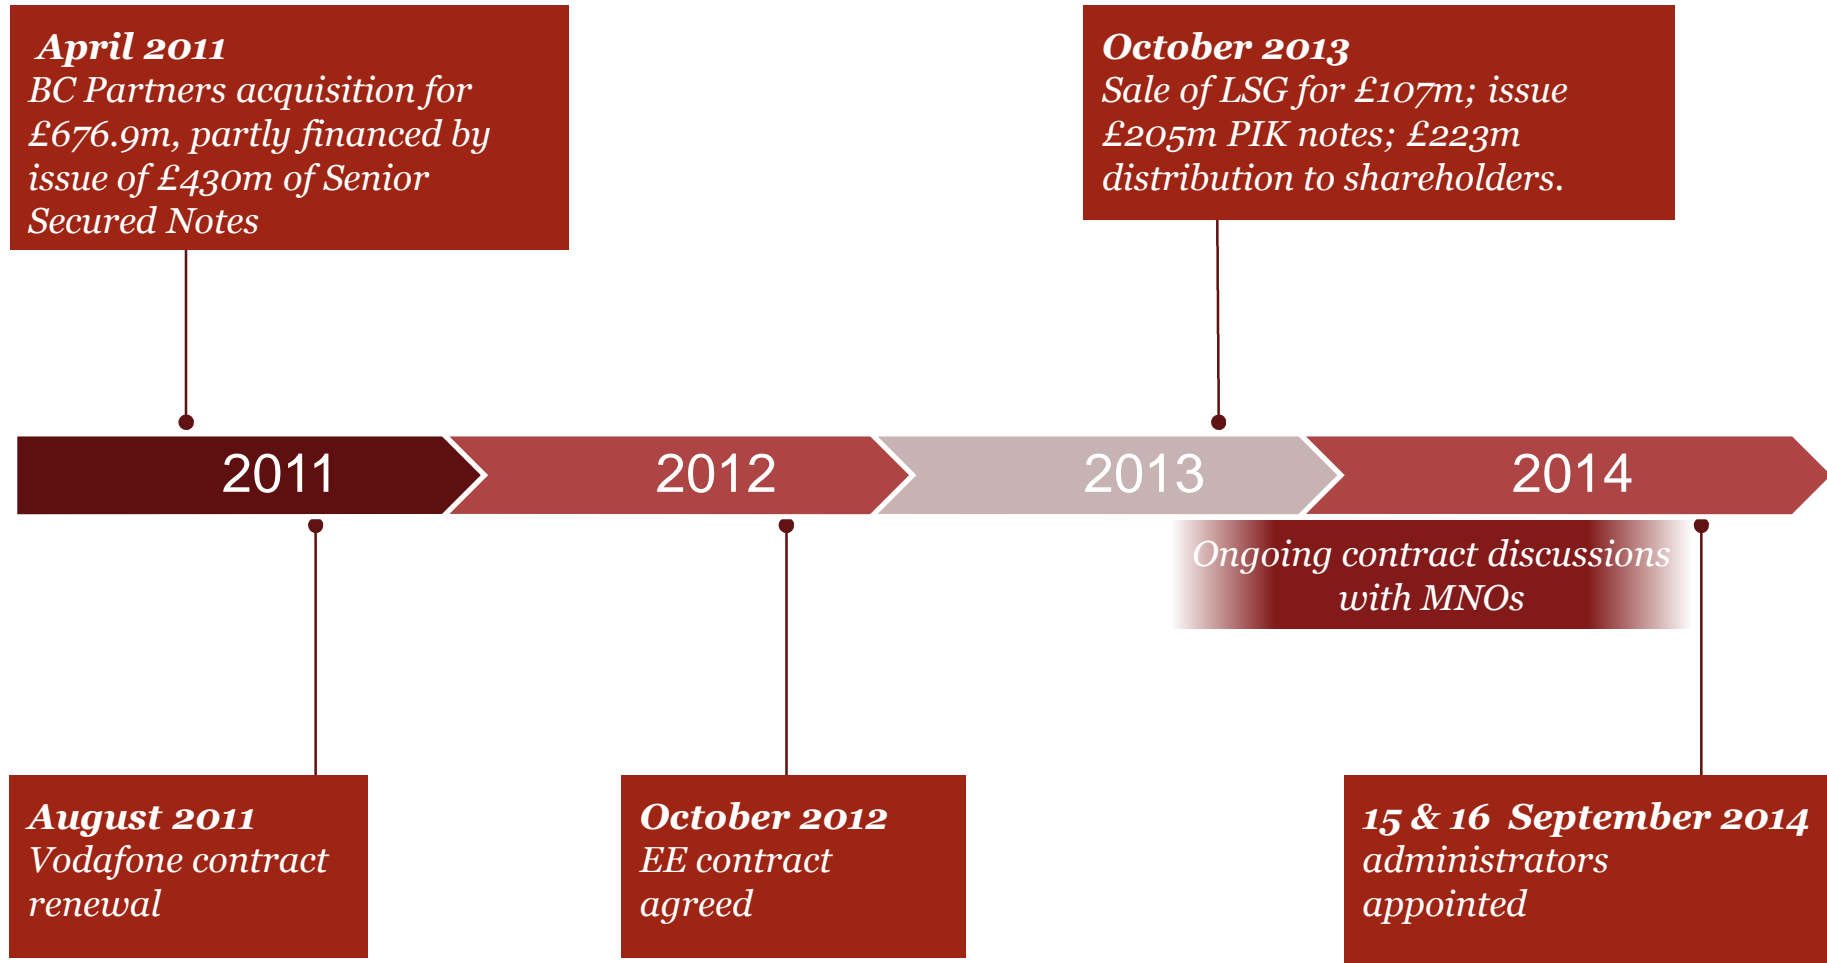 April 2011
BC Partners acquisition for
£676.9m, partly financed by
issue of £430m of Senior
Secured Notes
October 2013
Sale of LSG for £107m; issue
£205m PIK notes; £223m
distribution to shareholders.
2011
2012
2013
2014
Ongoing contract discussions
with MNOs
August 2011
Vodafone contract
renewal
October 2012
EE contract
agreed
15 & 16 September 2014
administrators
appointed